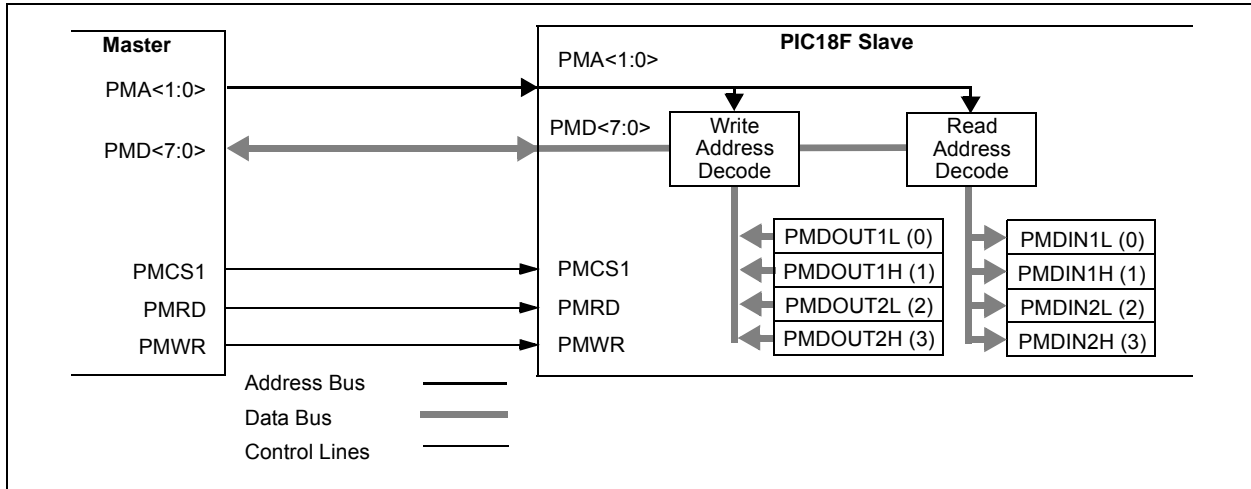 Master
PIC18F Slave
PMA<1:0>
PMA<1:0>
PMD<7:0>
PMD<7:0>
Write
Address
Decode
Read
Address
Decode
PMDOUT1L (0)
PMDOUT1H (1)
PMDOUT2L (2)
PMDOUT2H (3)
PMDIN1L (0)
PMDIN1H (1)
PMDIN2L (2)
PMDIN2H (3)
PMCS1
PMCS1
PMRD
PMRD
PMWR
PMWR
Address Bus
Data Bus
Control Lines